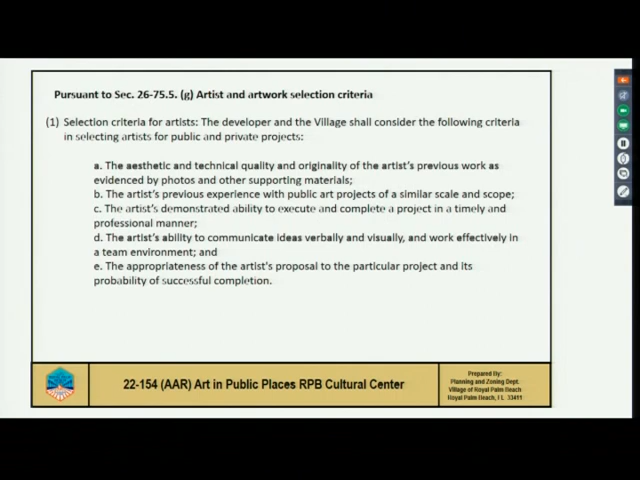 Pursuant to Sec. 26-75.5. (g) Artist and artwork selection criteria
(1) Selection criteria for artists: The developer and the Village shall consider the following criteria
in selecting artists for public and private projects:
a. The aesthetic and technical quality and originality of the artist's previous work as
evidenced by photos and other supporting materials;
b. The artist's previous experience with public art projects of a similar scale and scope;
c. The artist's demonstrated ability to execute and complete a project in a timely and
professional manner;
d. The artist's ability to communicate ideas verbally and visually, and work effectively in
a team environment; and
e. The appropriateness of the artist's proposal to the particular project and its
probability of successful completion.
22-154 (AAR) Art in Public Places RPB Cultural Center
Prepared By:
Planning and Zoning Dept.
Village of Royal Palm Beach
Royal Palm Beach, FL 33411